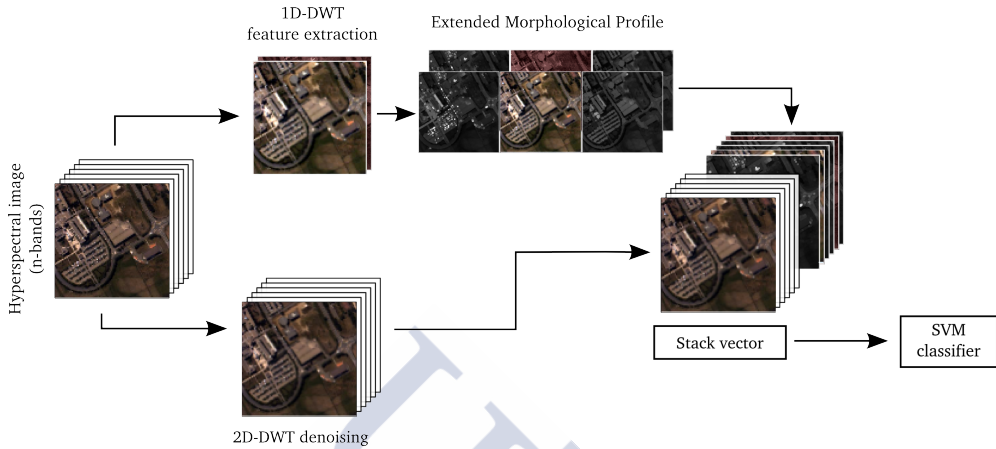 1D-DWT
feature extraction
Extended Morphological Profile
Hyperspectral image
(n-bands)
2D-DWT denoising
Stack vector
SVM
classifier